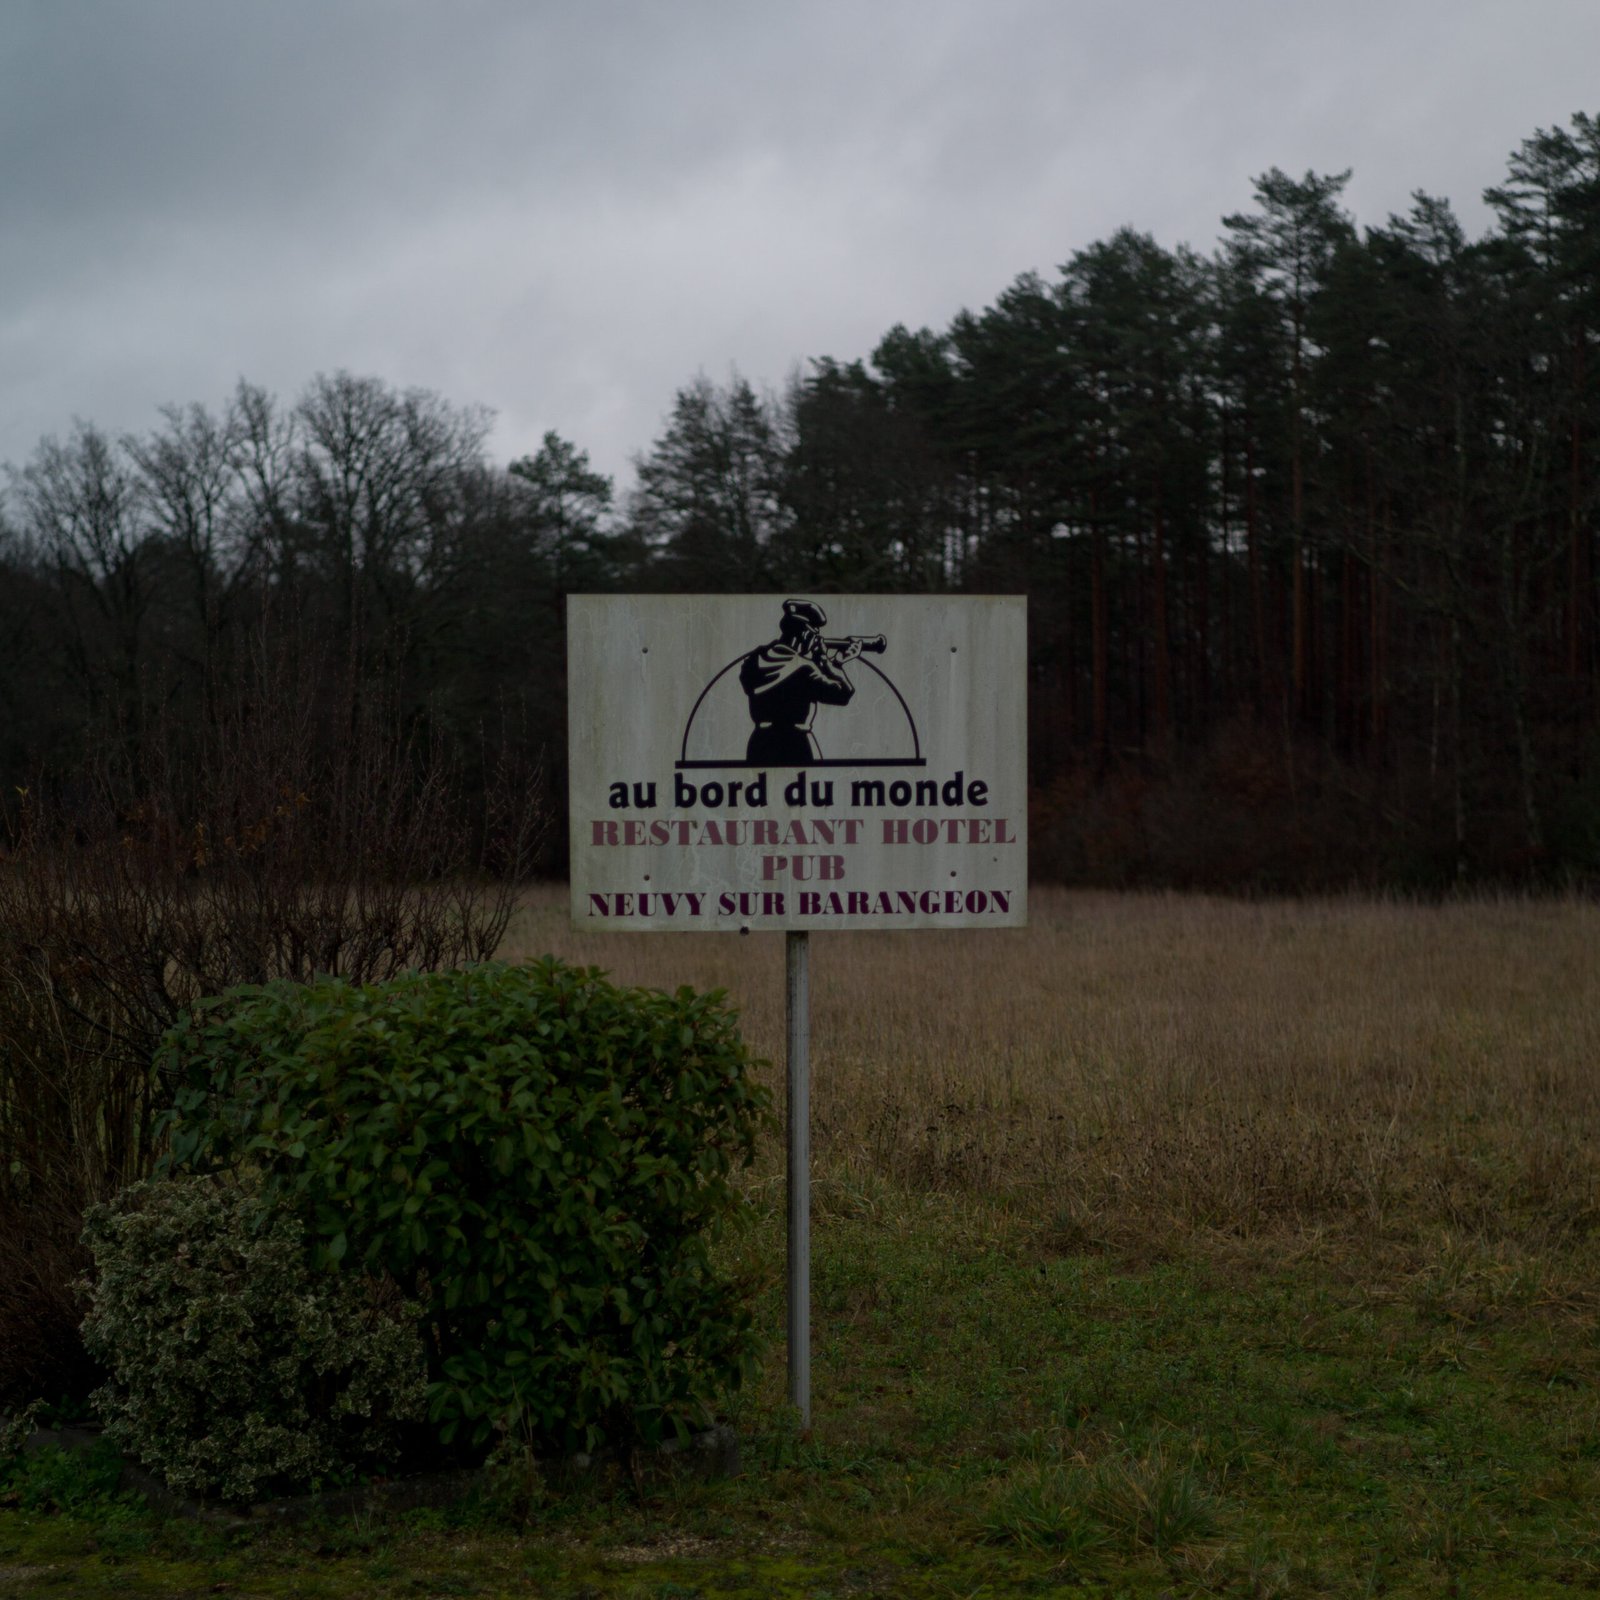 au bord du monde
RESTAURANT HOTEL
PUB
NEUVY SUR BARANGEON